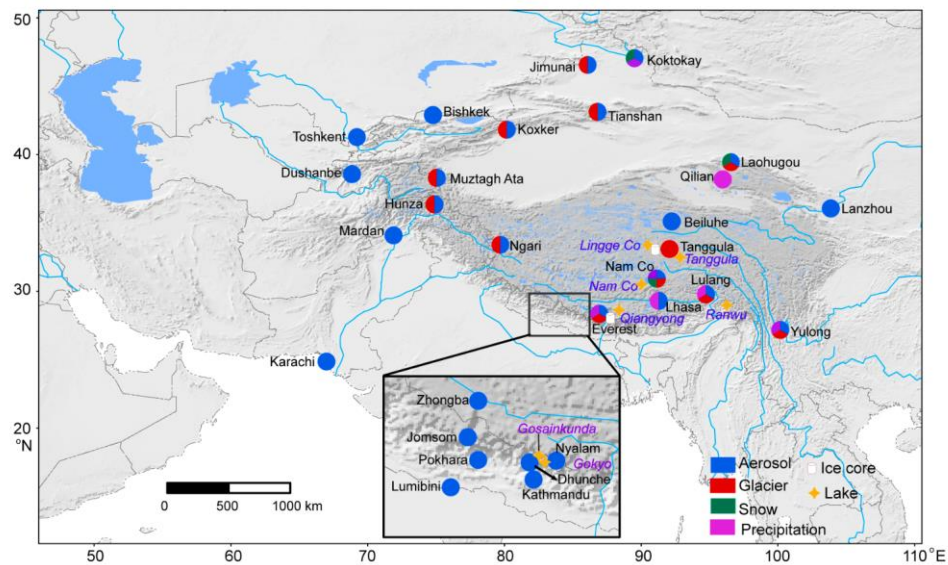 50
Jimunai
Koktokay
Bishkek
Tianshan
Toshkent
Koxker
40
Laohugou
Dushanbe
Muztagh Ata
Qilian
Hunza
Lanzhou
Mardan
Beiluhe
Ngari
Lingge Co
Tanggula
Tanggula
Nam Co
Lulang
30
Nam Co
Lhasa
Ranwu
Qiangyong
Everest
Yulong
Karachi
Zhongba
20
°N
Gosainkunda
Jomsom
Nyalam
Pokhara
Gokyo
Dhunche
Lumibini
Kathmandu
Aerosol
Ice core
Glacier
Lake
Snow
Precipitation
0 500 1000 km
50 60 70 80 90 100 110°E